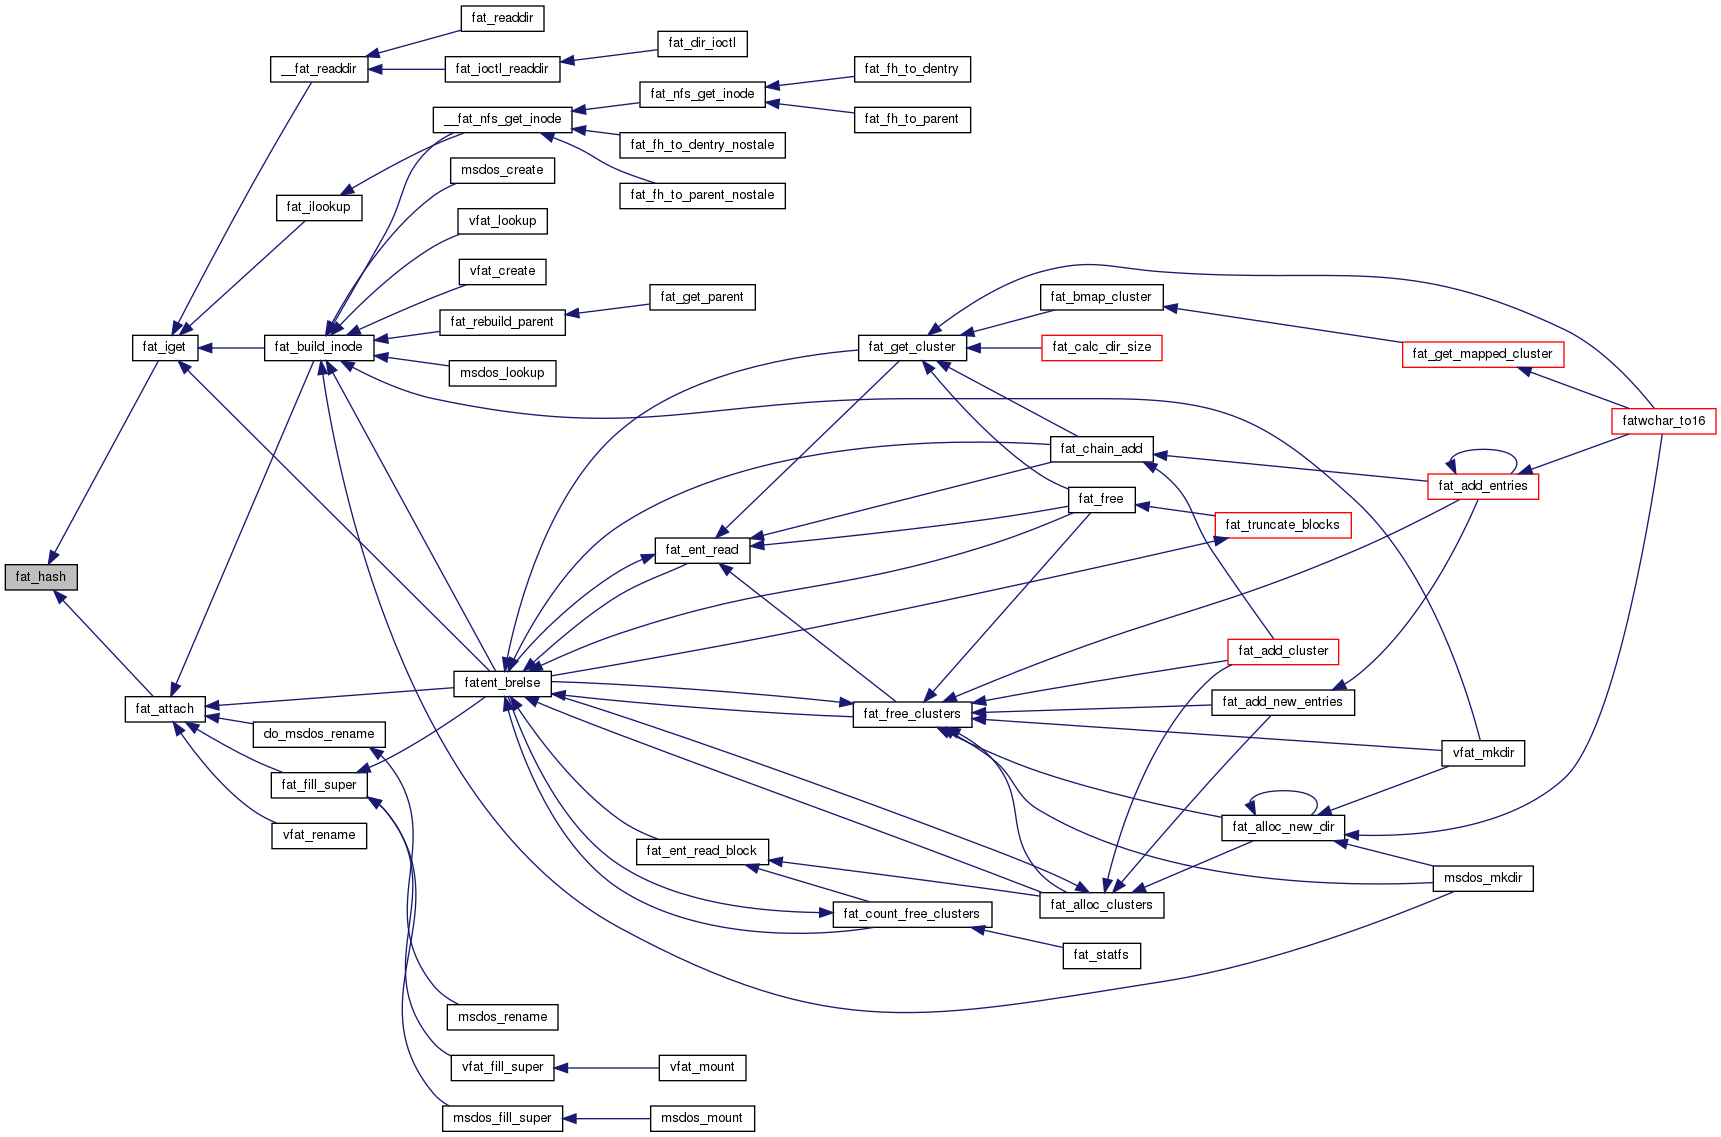 fat_readdir
fat_dir_ioctl
__fat_readdir
fat_ioctl_readdir
fat_fh_to_dentry
fat_nfs_get_inode
__fat_nfs_get_inode
fat_fh_to_parent
fat_fh_to_dentry_nostale
msdos_create
fat_fh_to_parent_nostale
fat_ilookup
vfat_lookup
vfat_create
fat_get_parent
fat_bmap_cluster
fat_rebuild_parent
fat_iget
fat_build_inode
fat_get_cluster
fat_calc_dir_size
fat_get_mapped_cluster
msdos_lookup
fatwchar_to16
fat_chain_add
fat_add_entries
fat_free
fat_truncate_blocks
fat_ent_read
fat_hash
fat_add_cluster
fatent_brelse
fat_add_new_entries
fat_attach
fat_free_clusters
do_msdos_rename
vfat_mkdir
fat_fill_super
vfat_rename
fat_alloc_new_dir
fat_ent_read_block
msdos_mkdir
fat_alloc_clusters
fat_count_free_clusters
fat_statfs
msdos_rename
vfat_fill_super
vfat_mount
msdos_fill_super
msdos_mount